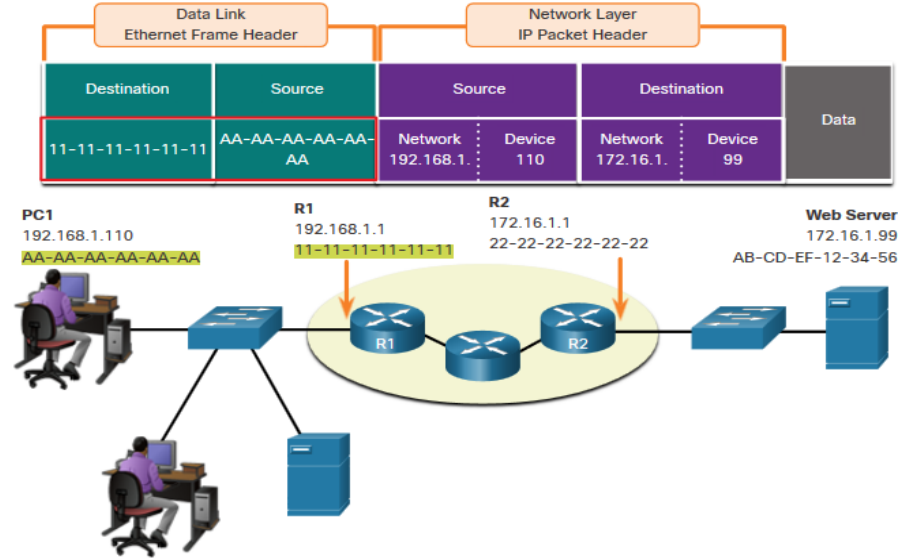 Data Link
Ethernet Frame Header
Network Layer
IP Packet Header
Destination
Source
Source
Destination
Data
11-11-11-11-11-11
AA-AA-AA-AA-AA-
AA
Network
192.168.1.
Device
110
Network
172.16.1.
Device
99
PC1
192.168.1.110
AA-AA-AA-AA-AA-AA
R1
192.168.1.1
11-11-11-11-11-11
R2
172.16.1.1
22-22-22-22-22-22
Web Server
172.16.1.99
AB-CD-EF-12-34-56
R1
R2